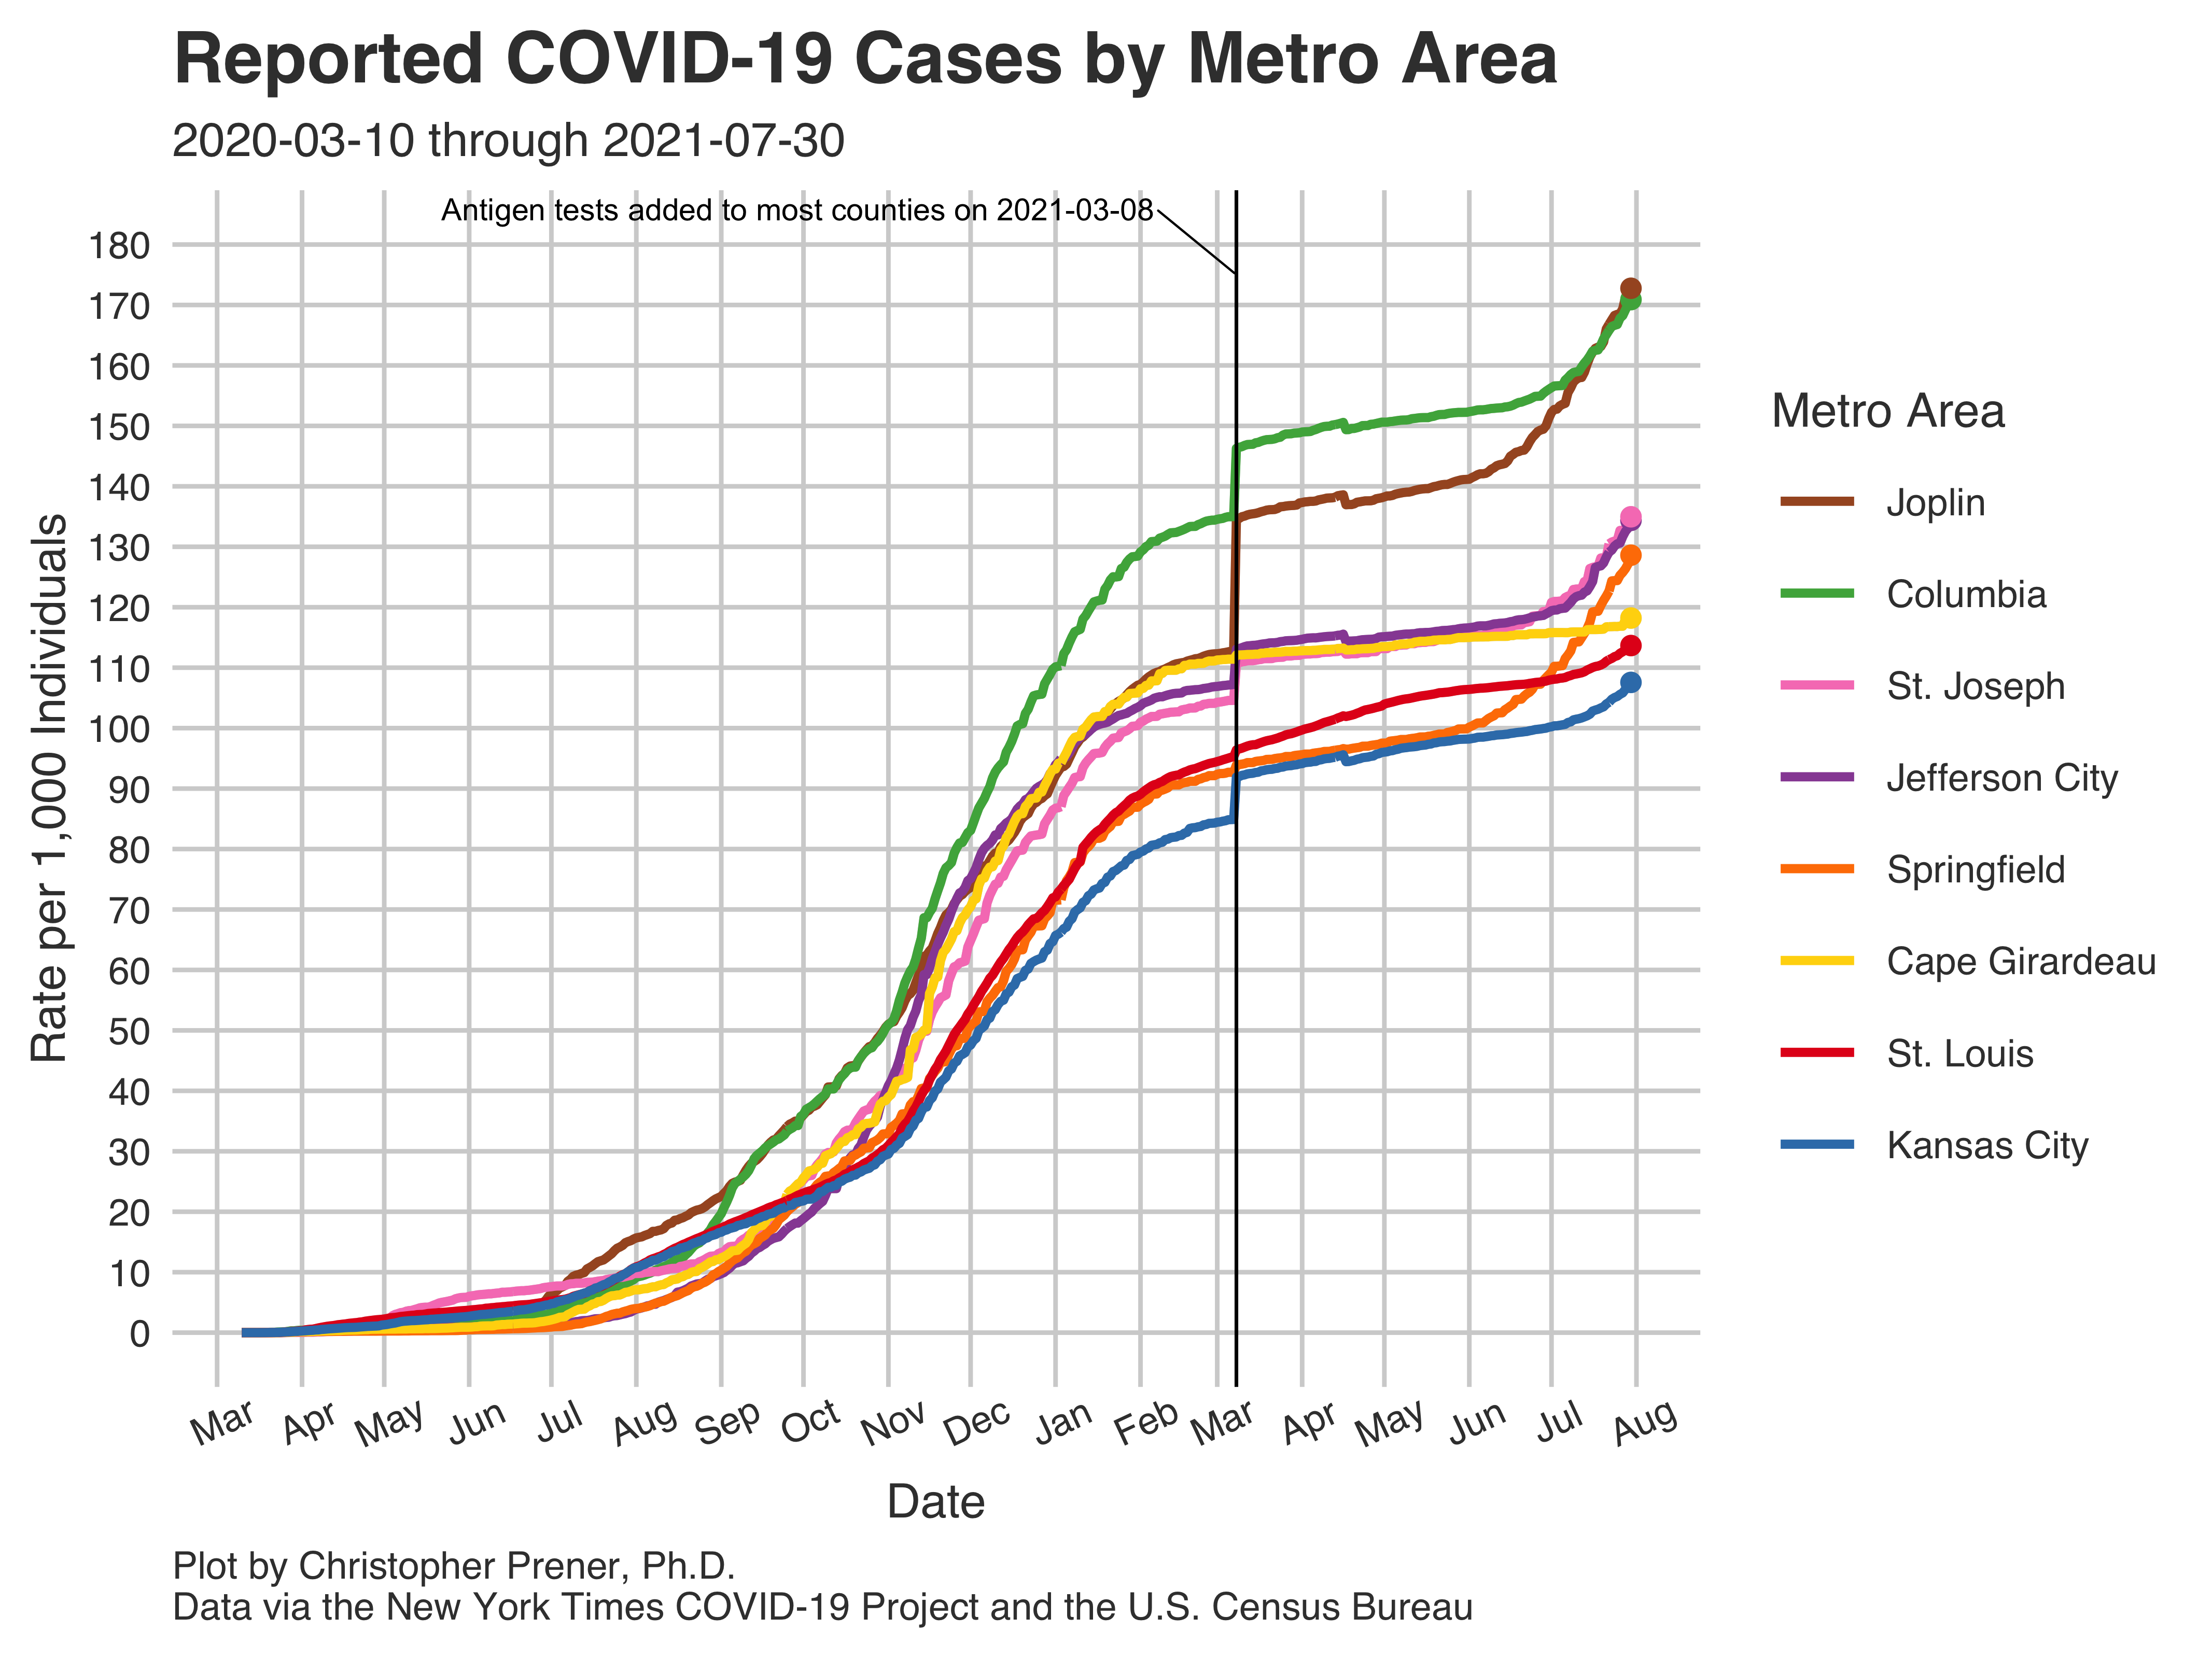 Reported COVID-19 Cases by Metro Area
2020-03-10 through 2021-07-30
Antigen tests added to most counties on 2021-03-08
180
170
160
150
140
130
120
110
100
90
80
70
60
50
40
30
20
10
0
Rate per 1,000 Individuals
Mar Apr May Jun Jul Aug Sep Oct Nov Dec Jan Feb Mar Apr May Jun Jul Aug
Date
Metro Area
Joplin
Columbia
St. Joseph
Jefferson City
Springfield
Cape Girardeau
St. Louis
Kansas City
Plot by Christopher Prener, Ph.D.
Data via the New York Times COVID-19 Project and the U.S. Census Bureau